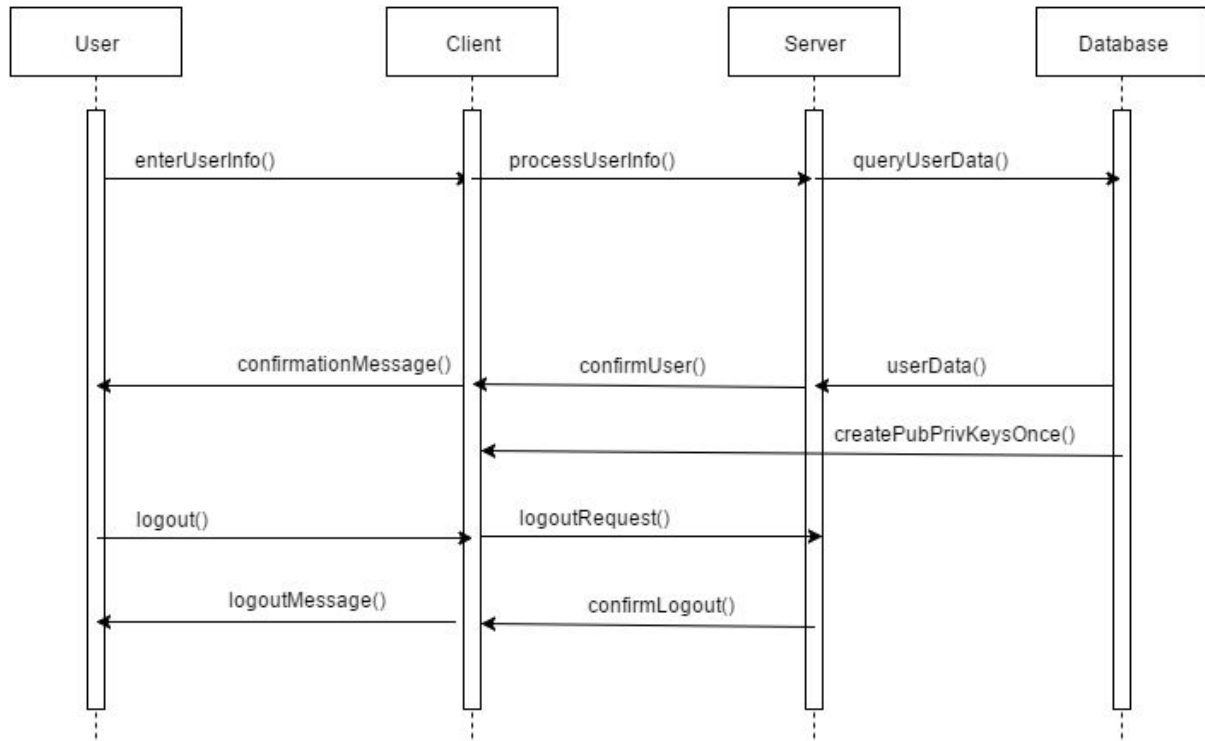 User
Client
Server
Database
enterUserInfo()
processUserInfo()
queryUserData()
confirmationMessage()
confirmUser()
userData()
createPubPrivKeysOnce()
logout()
logoutRequest()
logoutMessage()
confirmLogout()